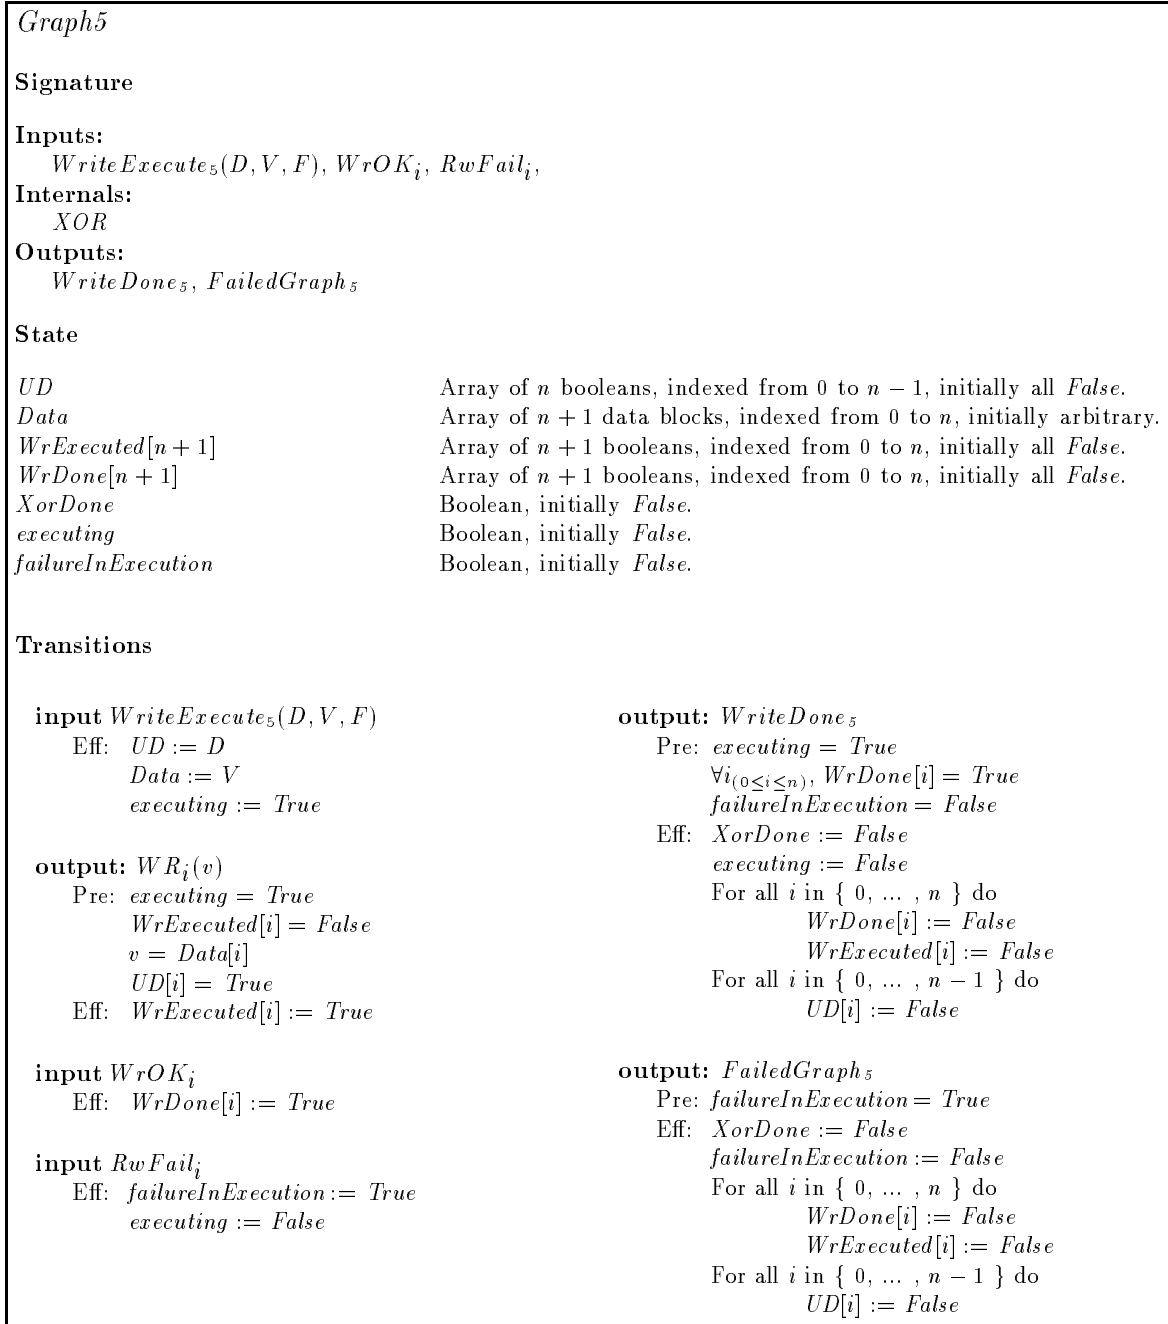 Graph5
Signature
Inputs:
WriteExecute₅(D, V, F), WrOKᵢ, RwFailᵢ,
Internals:
XOR
Outputs:
WriteDone₅, FailedGraph₅
State
UD Array of n booleans, indexed from 0 to n − 1, initially all False.
Data Array of n + 1 data blocks, indexed from 0 to n, initially arbitrary.
WrExecuted[n + 1] Array of n + 1 booleans, indexed from 0 to n, initially all False.
WrDone[n + 1] Array of n + 1 booleans, indexed from 0 to n, initially all False.
XorDone Boolean, initially False.
executing Boolean, initially False.
failureInExecution Boolean, initially False.
Transitions
input WriteExecute₅(D, V, F)
Eff: UD := D
Data := V
executing := True
output: WRᵢ(v)
Pre: executing = True
WrExecuted[i] = False
v = Data[i]
UD[i] = True
Eff: WrExecuted[i] := True
input WrOKᵢ
Eff: WrDone[i] := True
input RwFailᵢ
Eff: failureInExecution := True
executing := False
output: WriteDone₅
Pre: executing = True
∀i₍₀≤i≤n₎, WrDone[i] = True
failureInExecution = False
Eff: XorDone := False
executing := False
For all i in { 0, ... , n } do
WrDone[i] := False
WrExecuted[i] := False
For all i in { 0, ... , n − 1 } do
UD[i] := False
output: FailedGraph₅
Pre: failureInExecution = True
Eff: XorDone := False
failureInExecution := False
For all i in { 0, ... , n } do
WrDone[i] := False
WrExecuted[i] := False
For all i in { 0, ... , n − 1 } do
UD[i] := False